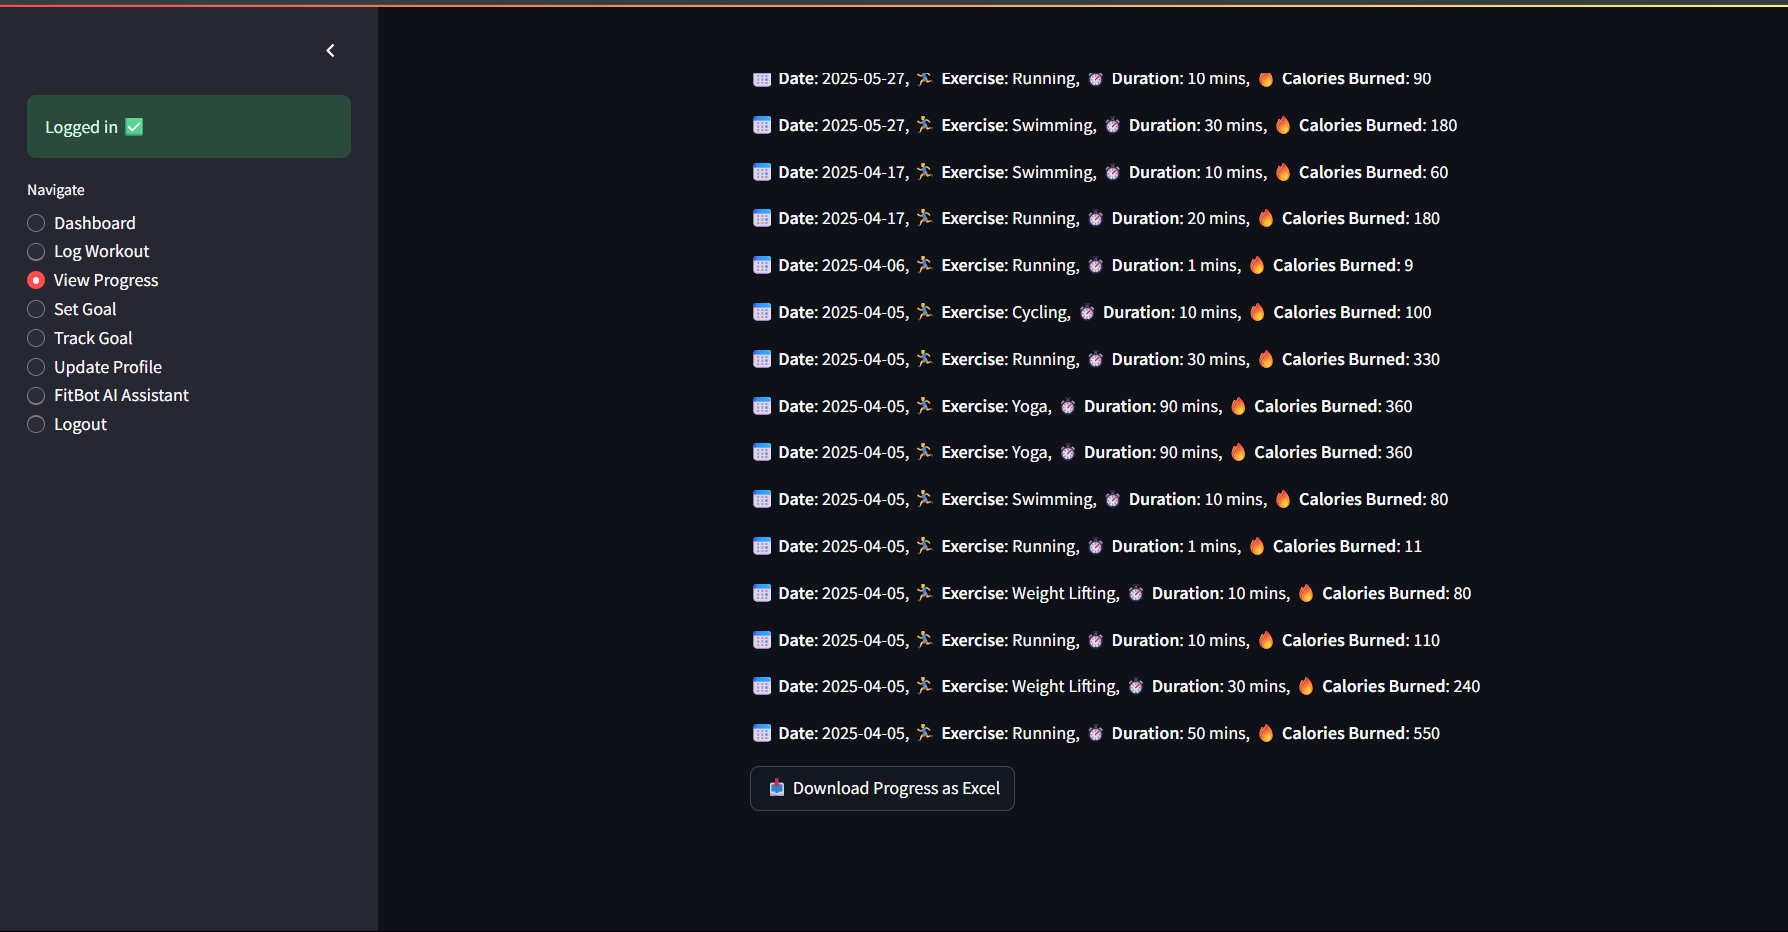 Logged in ✅
Navigate
Dashboard
Log Workout
View Progress
Set Goal
Track Goal
Update Profile
FitBot AI Assistant
Logout
📅 Date: 2025-05-27, 🏃 Exercise: Running, ⏱️ Duration: 10 mins, 🔥 Calories Burned: 90
📅 Date: 2025-05-27, 🏃 Exercise: Swimming, ⏱️ Duration: 30 mins, 🔥 Calories Burned: 180
📅 Date: 2025-04-17, 🏃 Exercise: Swimming, ⏱️ Duration: 10 mins, 🔥 Calories Burned: 60
📅 Date: 2025-04-17, 🏃 Exercise: Running, ⏱️ Duration: 20 mins, 🔥 Calories Burned: 180
📅 Date: 2025-04-06, 🏃 Exercise: Running, ⏱️ Duration: 1 mins, 🔥 Calories Burned: 9
📅 Date: 2025-04-05, 🏃 Exercise: Cycling, ⏱️ Duration: 10 mins, 🔥 Calories Burned: 100
📅 Date: 2025-04-05, 🏃 Exercise: Running, ⏱️ Duration: 30 mins, 🔥 Calories Burned: 330
📅 Date: 2025-04-05, 🏃 Exercise: Yoga, ⏱️ Duration: 90 mins, 🔥 Calories Burned: 360
📅 Date: 2025-04-05, 🏃 Exercise: Yoga, ⏱️ Duration: 90 mins, 🔥 Calories Burned: 360
📅 Date: 2025-04-05, 🏃 Exercise: Swimming, ⏱️ Duration: 10 mins, 🔥 Calories Burned: 80
📅 Date: 2025-04-05, 🏃 Exercise: Running, ⏱️ Duration: 1 mins, 🔥 Calories Burned: 11
📅 Date: 2025-04-05, 🏃 Exercise: Weight Lifting, ⏱️ Duration: 10 mins, 🔥 Calories Burned: 80
📅 Date: 2025-04-05, 🏃 Exercise: Running, ⏱️ Duration: 10 mins, 🔥 Calories Burned: 110
📅 Date: 2025-04-05, 🏃 Exercise: Weight Lifting, ⏱️ Duration: 30 mins, 🔥 Calories Burned: 240
📅 Date: 2025-04-05, 🏃 Exercise: Running, ⏱️ Duration: 50 mins, 🔥 Calories Burned: 550
📥 Download Progress as Excel